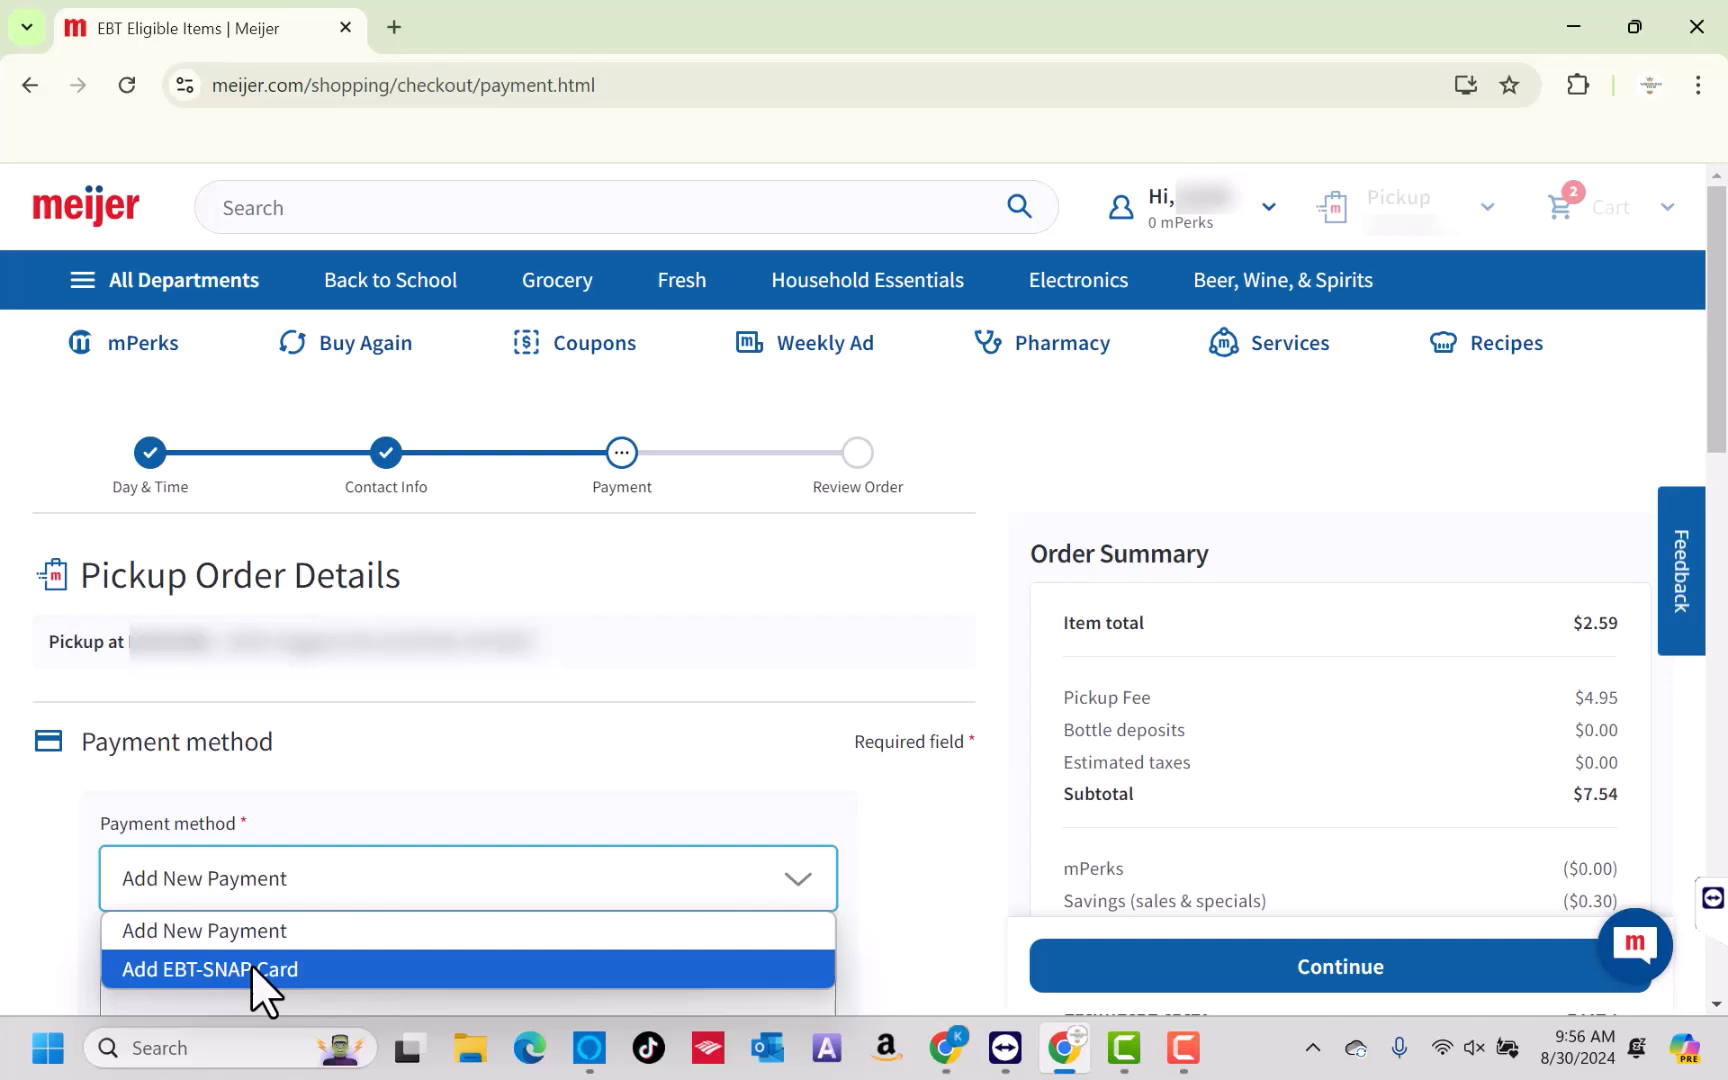 EBT Eligible Items | Meijer
meijer.com/shopping/checkout/payment.html
meijer
Search
Hi,
0 mPerks
m
Pickup
2
Cart
All Departments
Back to School
Grocery
Fresh
Household Essentials
Electronics
Beer, Wine, & Spirits
mPerks
Buy Again
Coupons
Weekly Ad
Pharmacy
Services
Recipes
Day & Time
Contact Info
Payment
Review Order
Pickup Order Details
Pickup at
Payment method
Required field *
Payment method *
Add New Payment
Add New Payment
Add EBT-SNAP Card
Order Summary
Item total $2.59
Pickup Fee $4.95
Bottle deposits $0.00
Estimated taxes $0.00
Subtotal $7.54
mPerks ($0.00)
Savings (sales & specials) ($0.30)
Continue
Feedback
m
Search
K
A
a
PRE
9:56 AM
8/30/2024